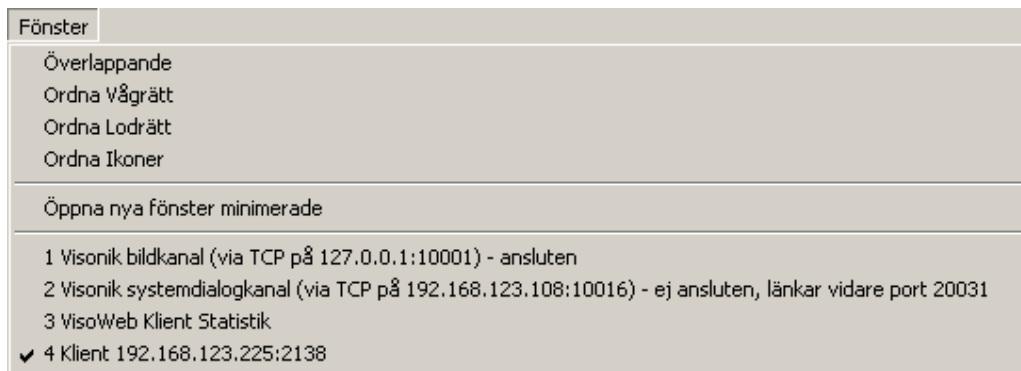 Fönster
Överlappande
Ordna Vågrätt
Ordna Lodrätt
Ordna Ikoner
Öppna nya fönster minimerade
1 Visonik bildkanal (via TCP på 127.0.0.1:10001) - ansluten
2 Visonik systemdialogkanal (via TCP på 192.168.123.108:10016) - ej ansluten, länkar vidare port 20031
3 VisoWeb Klient Statistik
4 Klient 192.168.123.225:2138